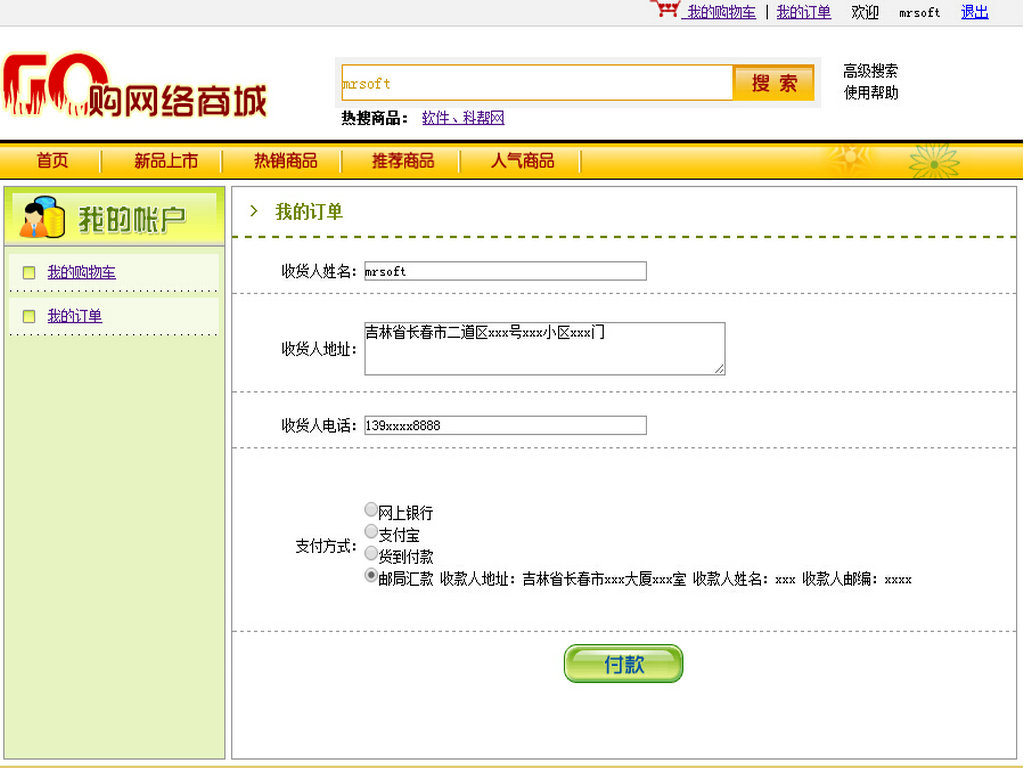 我的购物车 | 我的订单 欢迎 mrsoft 退出
GO购网络商城
mrsoft 搜 索
高级搜索
使用帮助
热搜商品： 软件、科帮网
首页 新品上市 热销商品 推荐商品 人气商品
我的帐户
我的购物车
我的订单
我的订单
收货人姓名： mrsoft
收货人地址： 吉林省长春市二道区xxx号xxx小区xxx门
收货人电话： 139xxxx8888
支付方式：
网上银行
支付宝
货到付款
邮局汇款 收款人地址：吉林省长春市xxx大厦xxx室 收款人姓名：xxx 收款人邮编：xxxx
付款